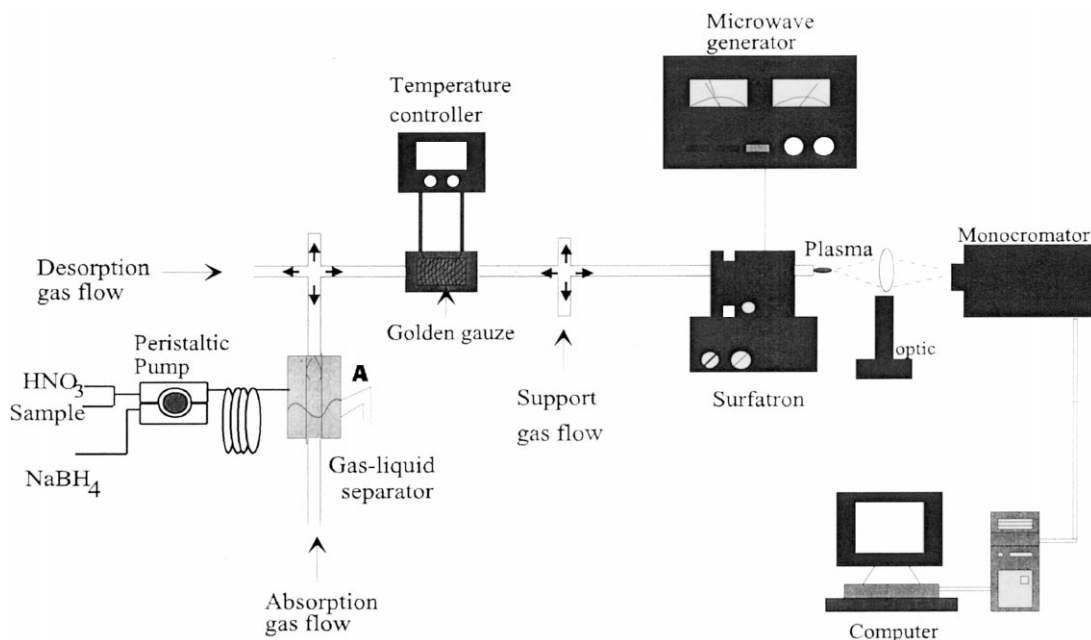 Microwave
generator
Temperature
controller
Plasma
Monocromator
Desorption
gas flow
Golden gauze
Peristaltic
Pump
A
optic
HNO3
Sample
Support
gas flow
Surfatron
NaBH4
Gas-liquid
separator
Absorption
gas flow
Computer